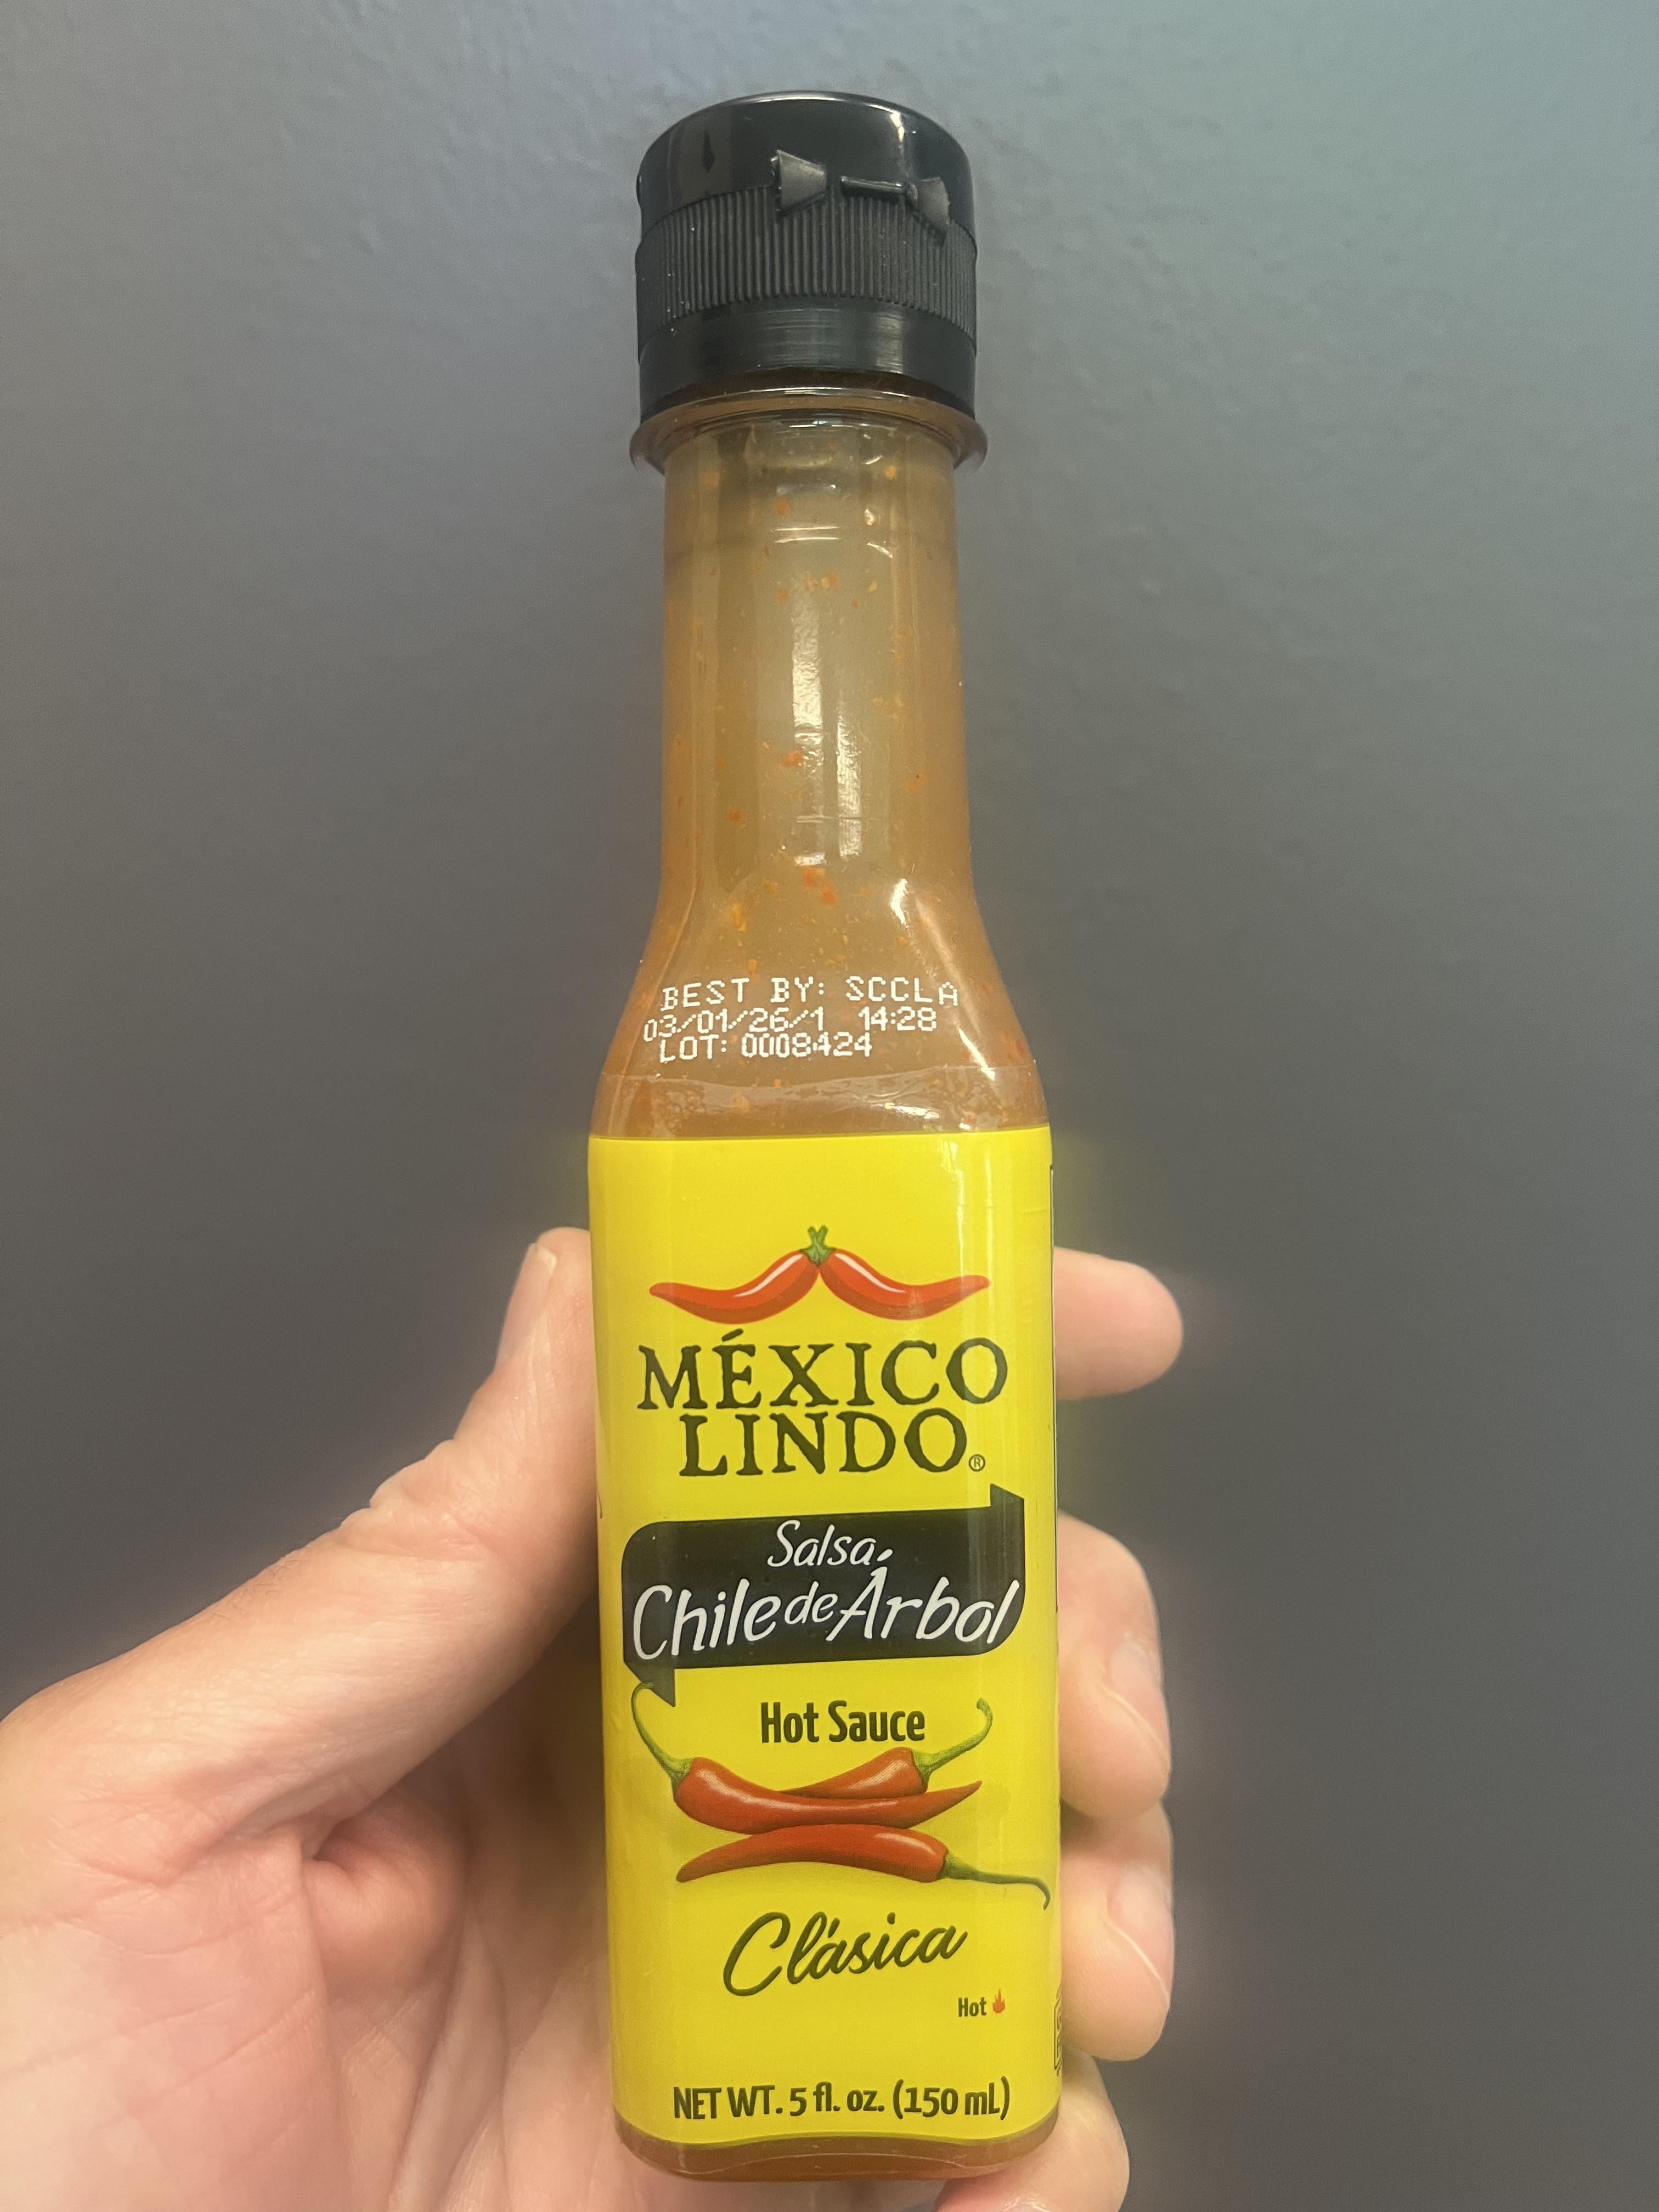 BEST BY: SCCLA
03/01/26/1 14:28
LOT: 0008424
MÉXICO
LINDO®
Salsa
Chile de Árbol
Hot Sauce
Clásica
Hot
NET WT. 5 fl. oz. (150 mL)